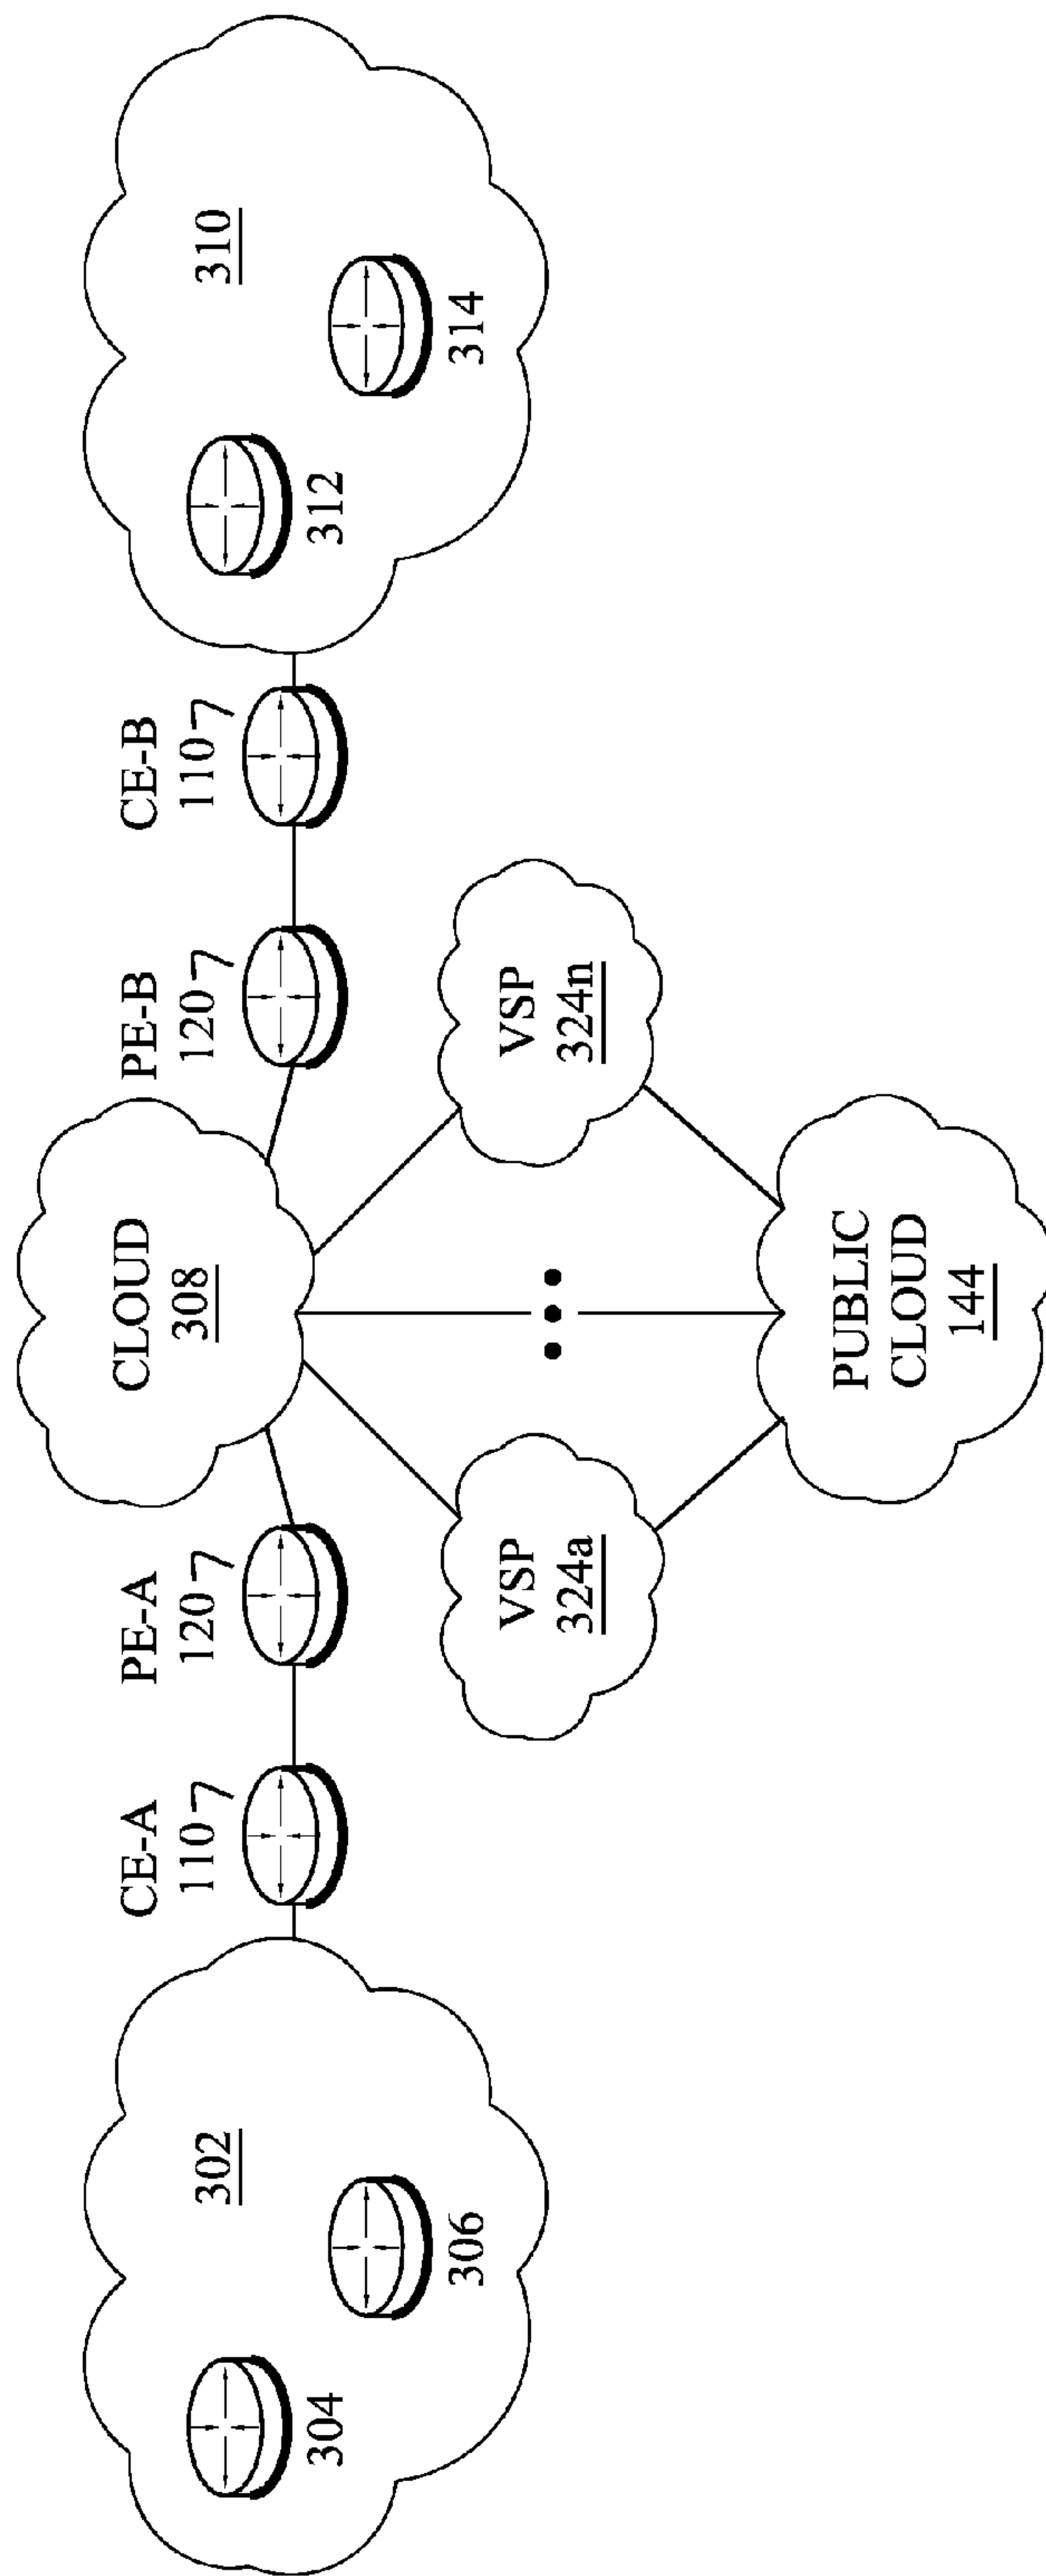 CE-A
110
PE-A
120
CLOUD
308
PE-B
120
CE-B
110
302
304
306
310
312
314
VSP
324a
VSP
324n
PUBLIC
CLOUD
144